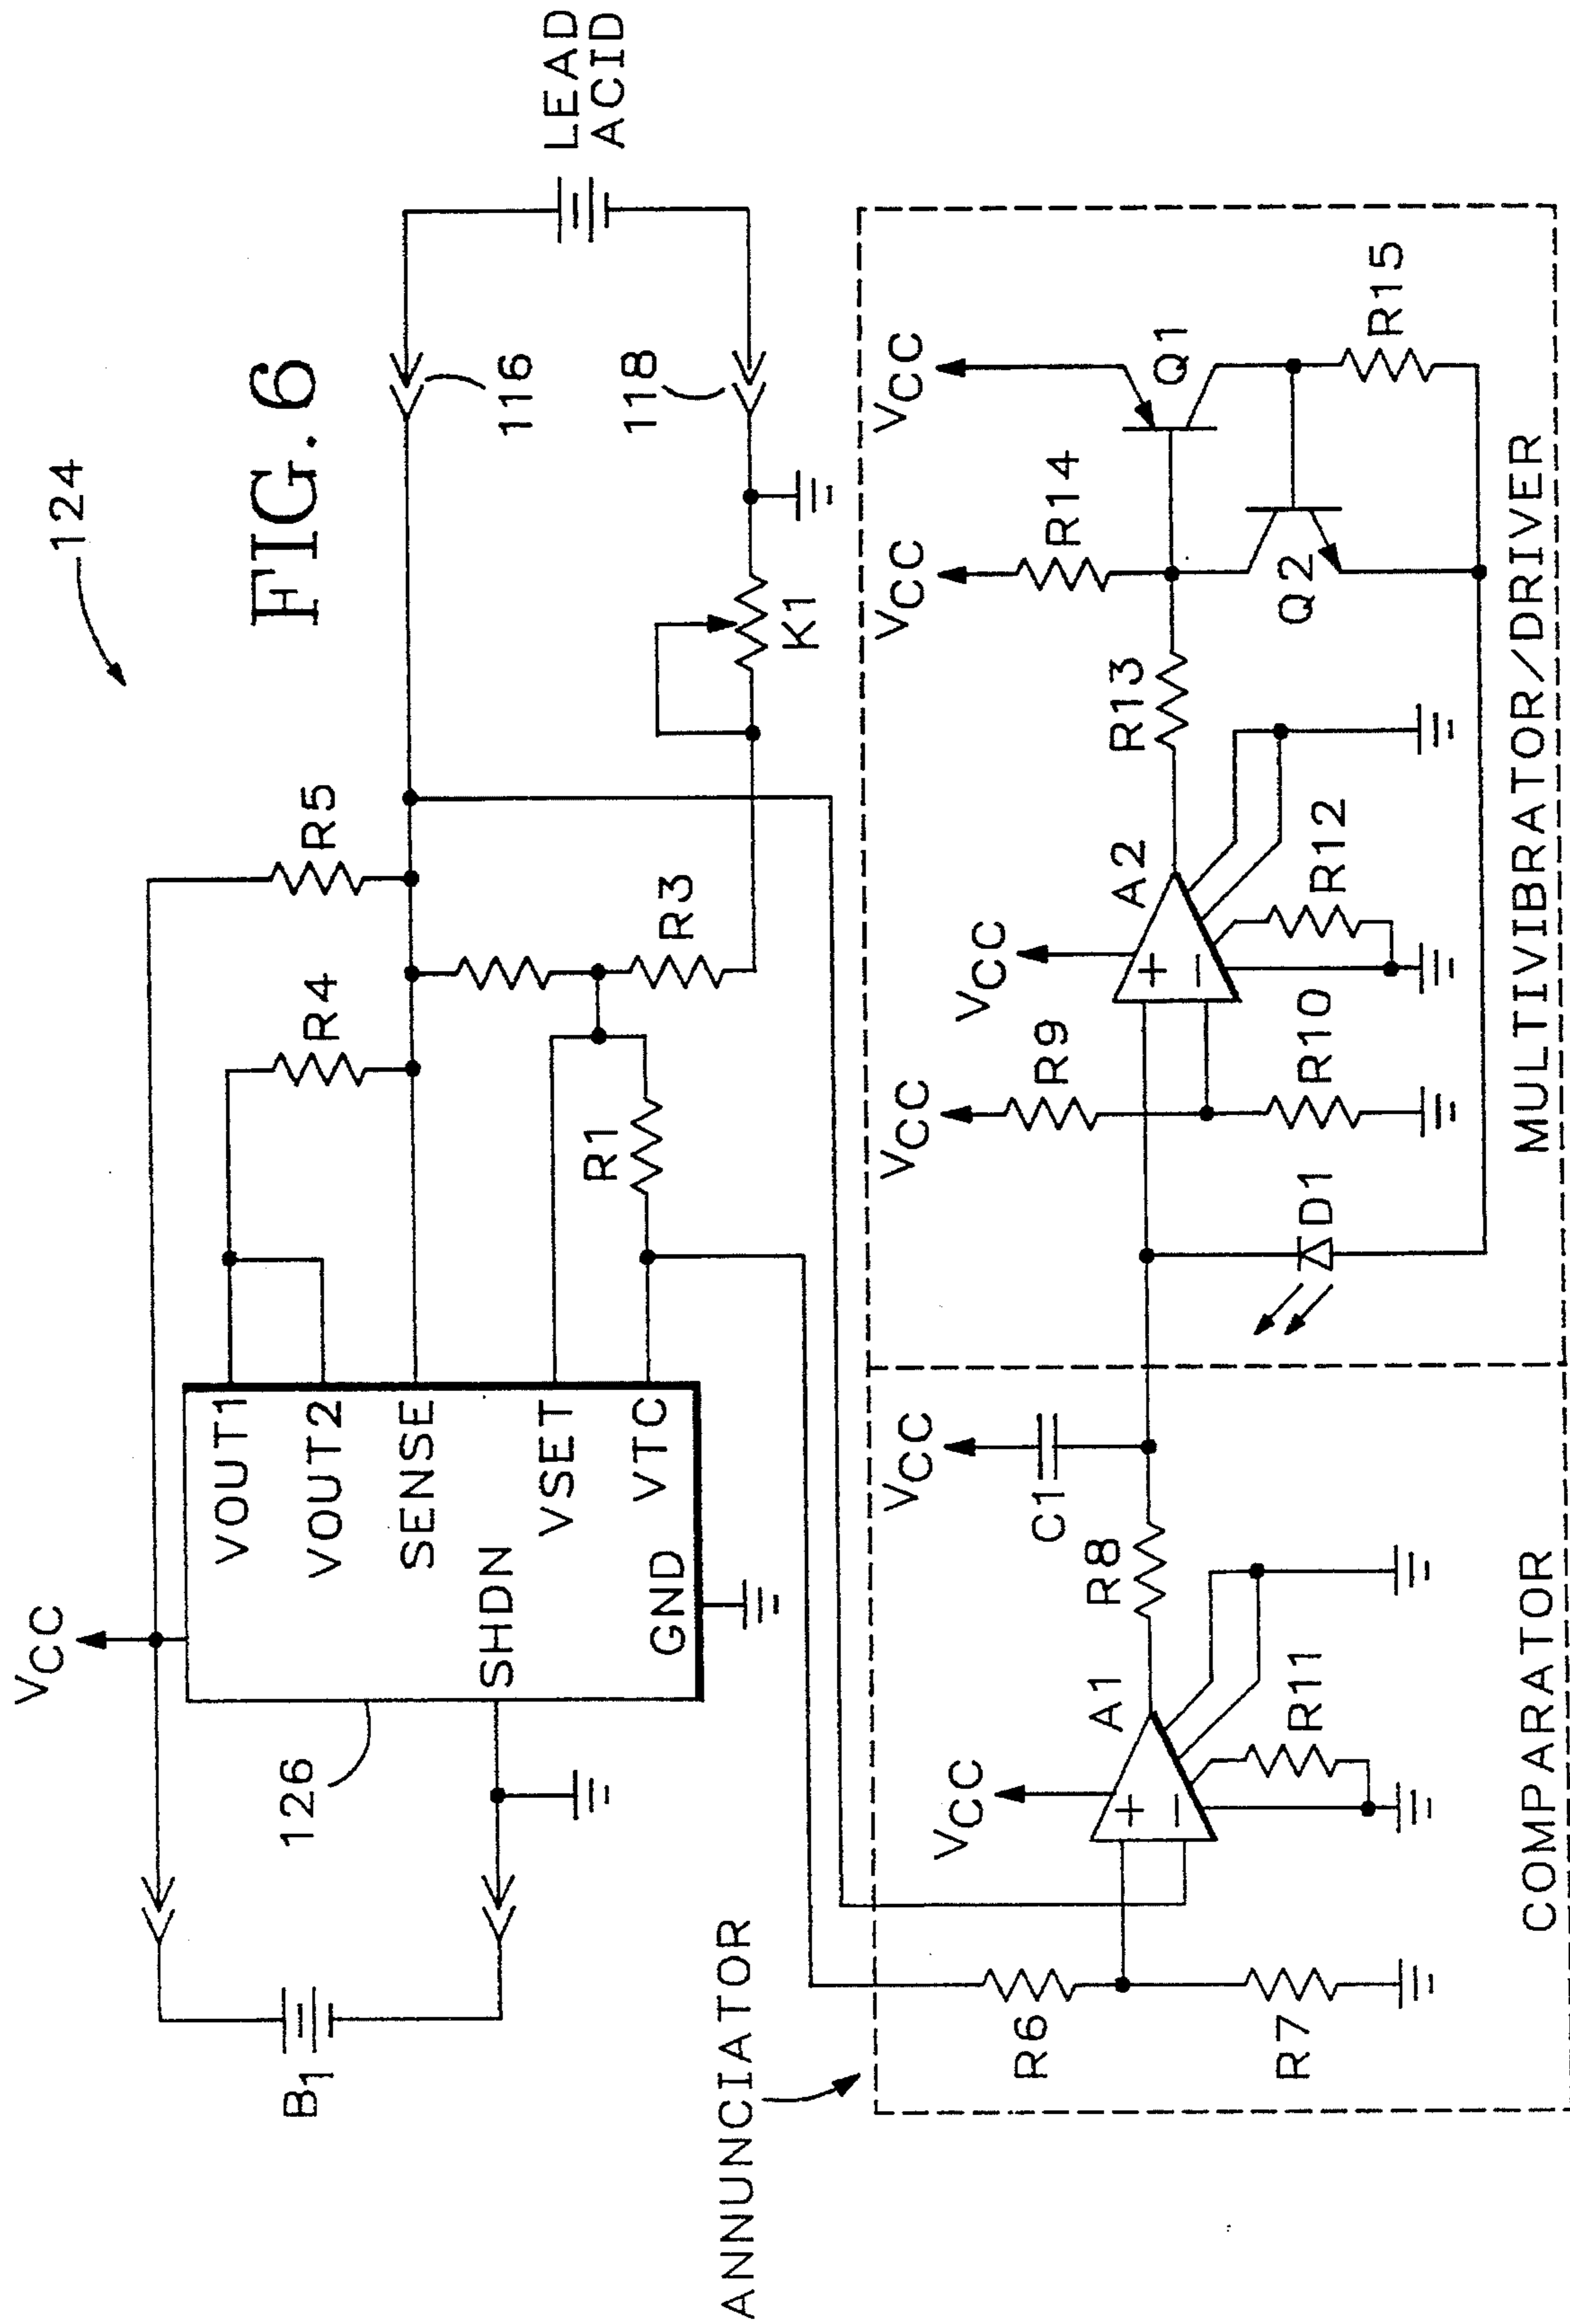 124
FIG. 6
VCC
B1
126
VOUT1
VOUT2
SENSE
SHDN
VSET
VTC
GND
R4
R5
R1
R3
K1
116
118
LEAD
ACID
ANNUNCIATOR
R6
R7
VCC
A1
+
−
R11
R8
VCC
C1
COMPARATOR
D1
VCC
R9
R10
VCC
A2
+
−
R12
R13
VCC
R14
VCC
Q1
Q2
R15
MULTIVIBRATOR/DRIVER